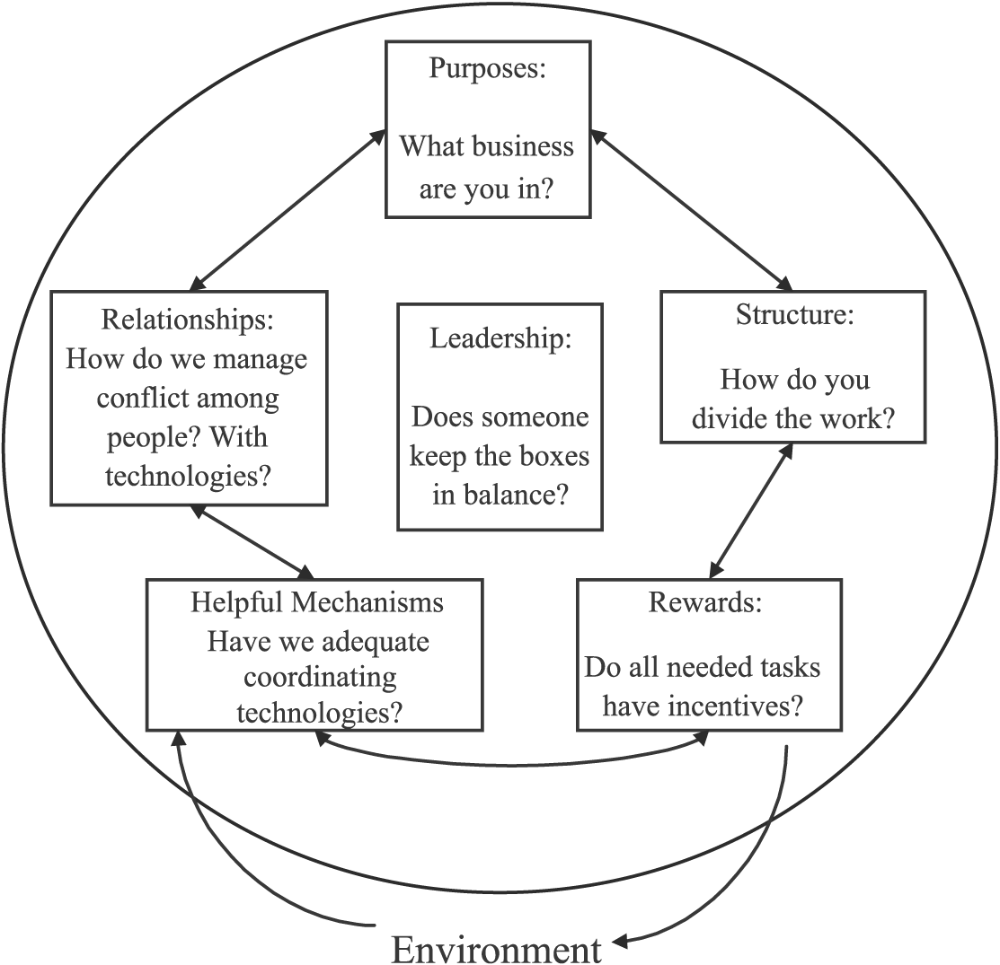 Purposes:
What business
are you in?
Relationships:
How do we manage
conflict among
people? With
technologies?
Leadership:
Does someone
keep the boxes
in balance?
Structure:
How do you
divide the work?
Helpful Mechanisms
Have we adequate
coordinating
technologies?
Rewards:
Do all needed tasks
have incentives?
Environment